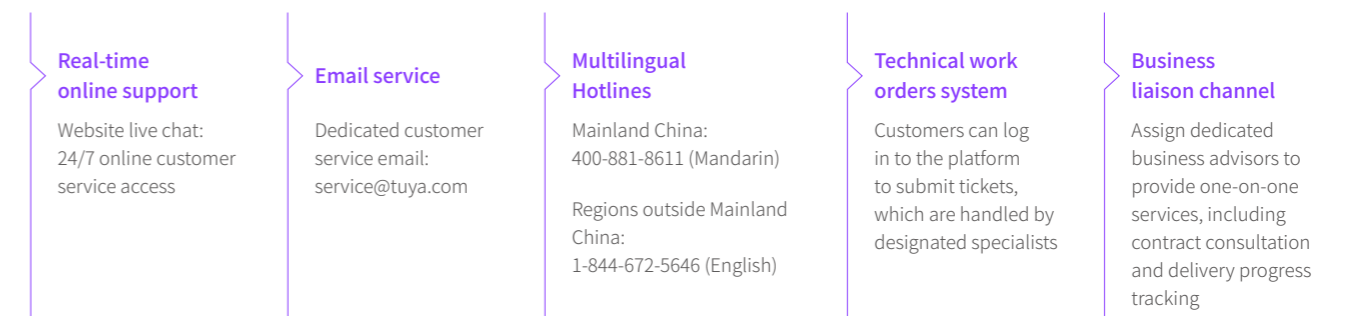 Real-time
online support
Website live chat:
24/7 online customer
service access
Email service
Dedicated customer
service email:
service@tuya.com
Multilingual
Hotlines
Mainland China:
400-881-8611 (Mandarin)
Regions outside Mainland
China:
1-844-672-5646 (English)
Technical work
orders system
Customers can log
in to the platform
to submit tickets,
which are handled by
designated specialists
Business
liaison channel
Assign dedicated
business advisors to
provide one-on-one
services, including
contract consultation
and delivery progress
tracking